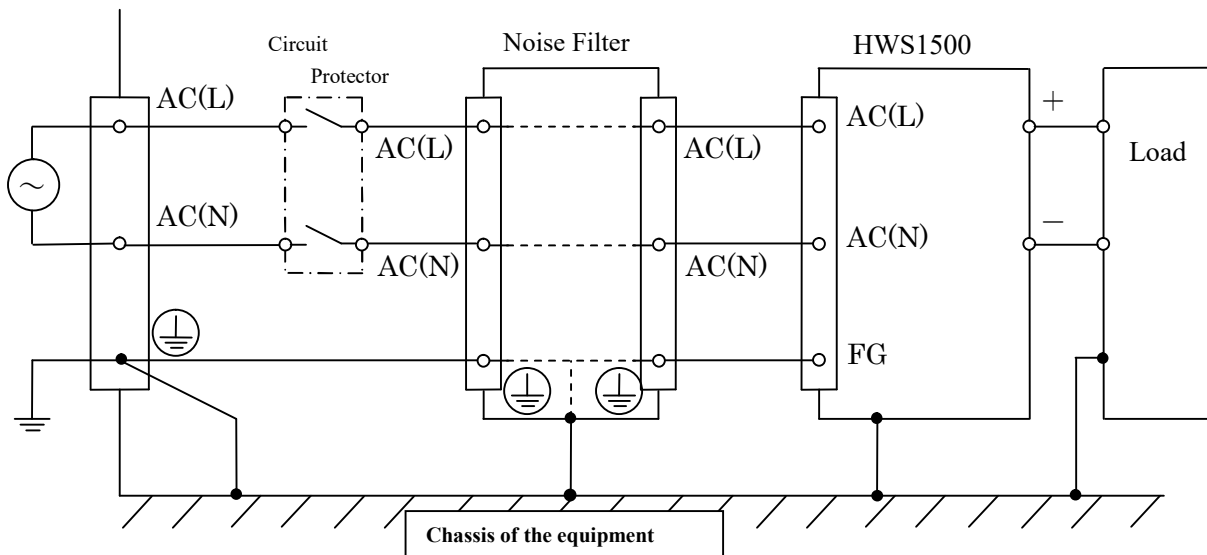 Circuit
Protector
Noise Filter
HWS1500
AC(L)
AC(L)
AC(L)
AC(L)
+
Load
AC(N)
AC(N)
AC(N)
AC(N)
−
FG
Chassis of the equipment